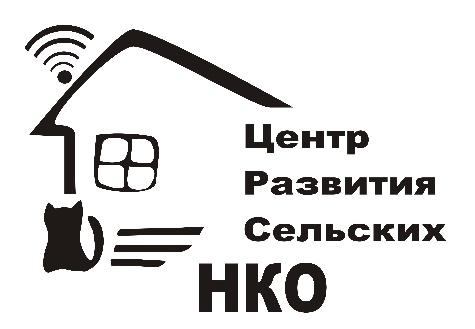 Центр
Развития
Сельских
НКО